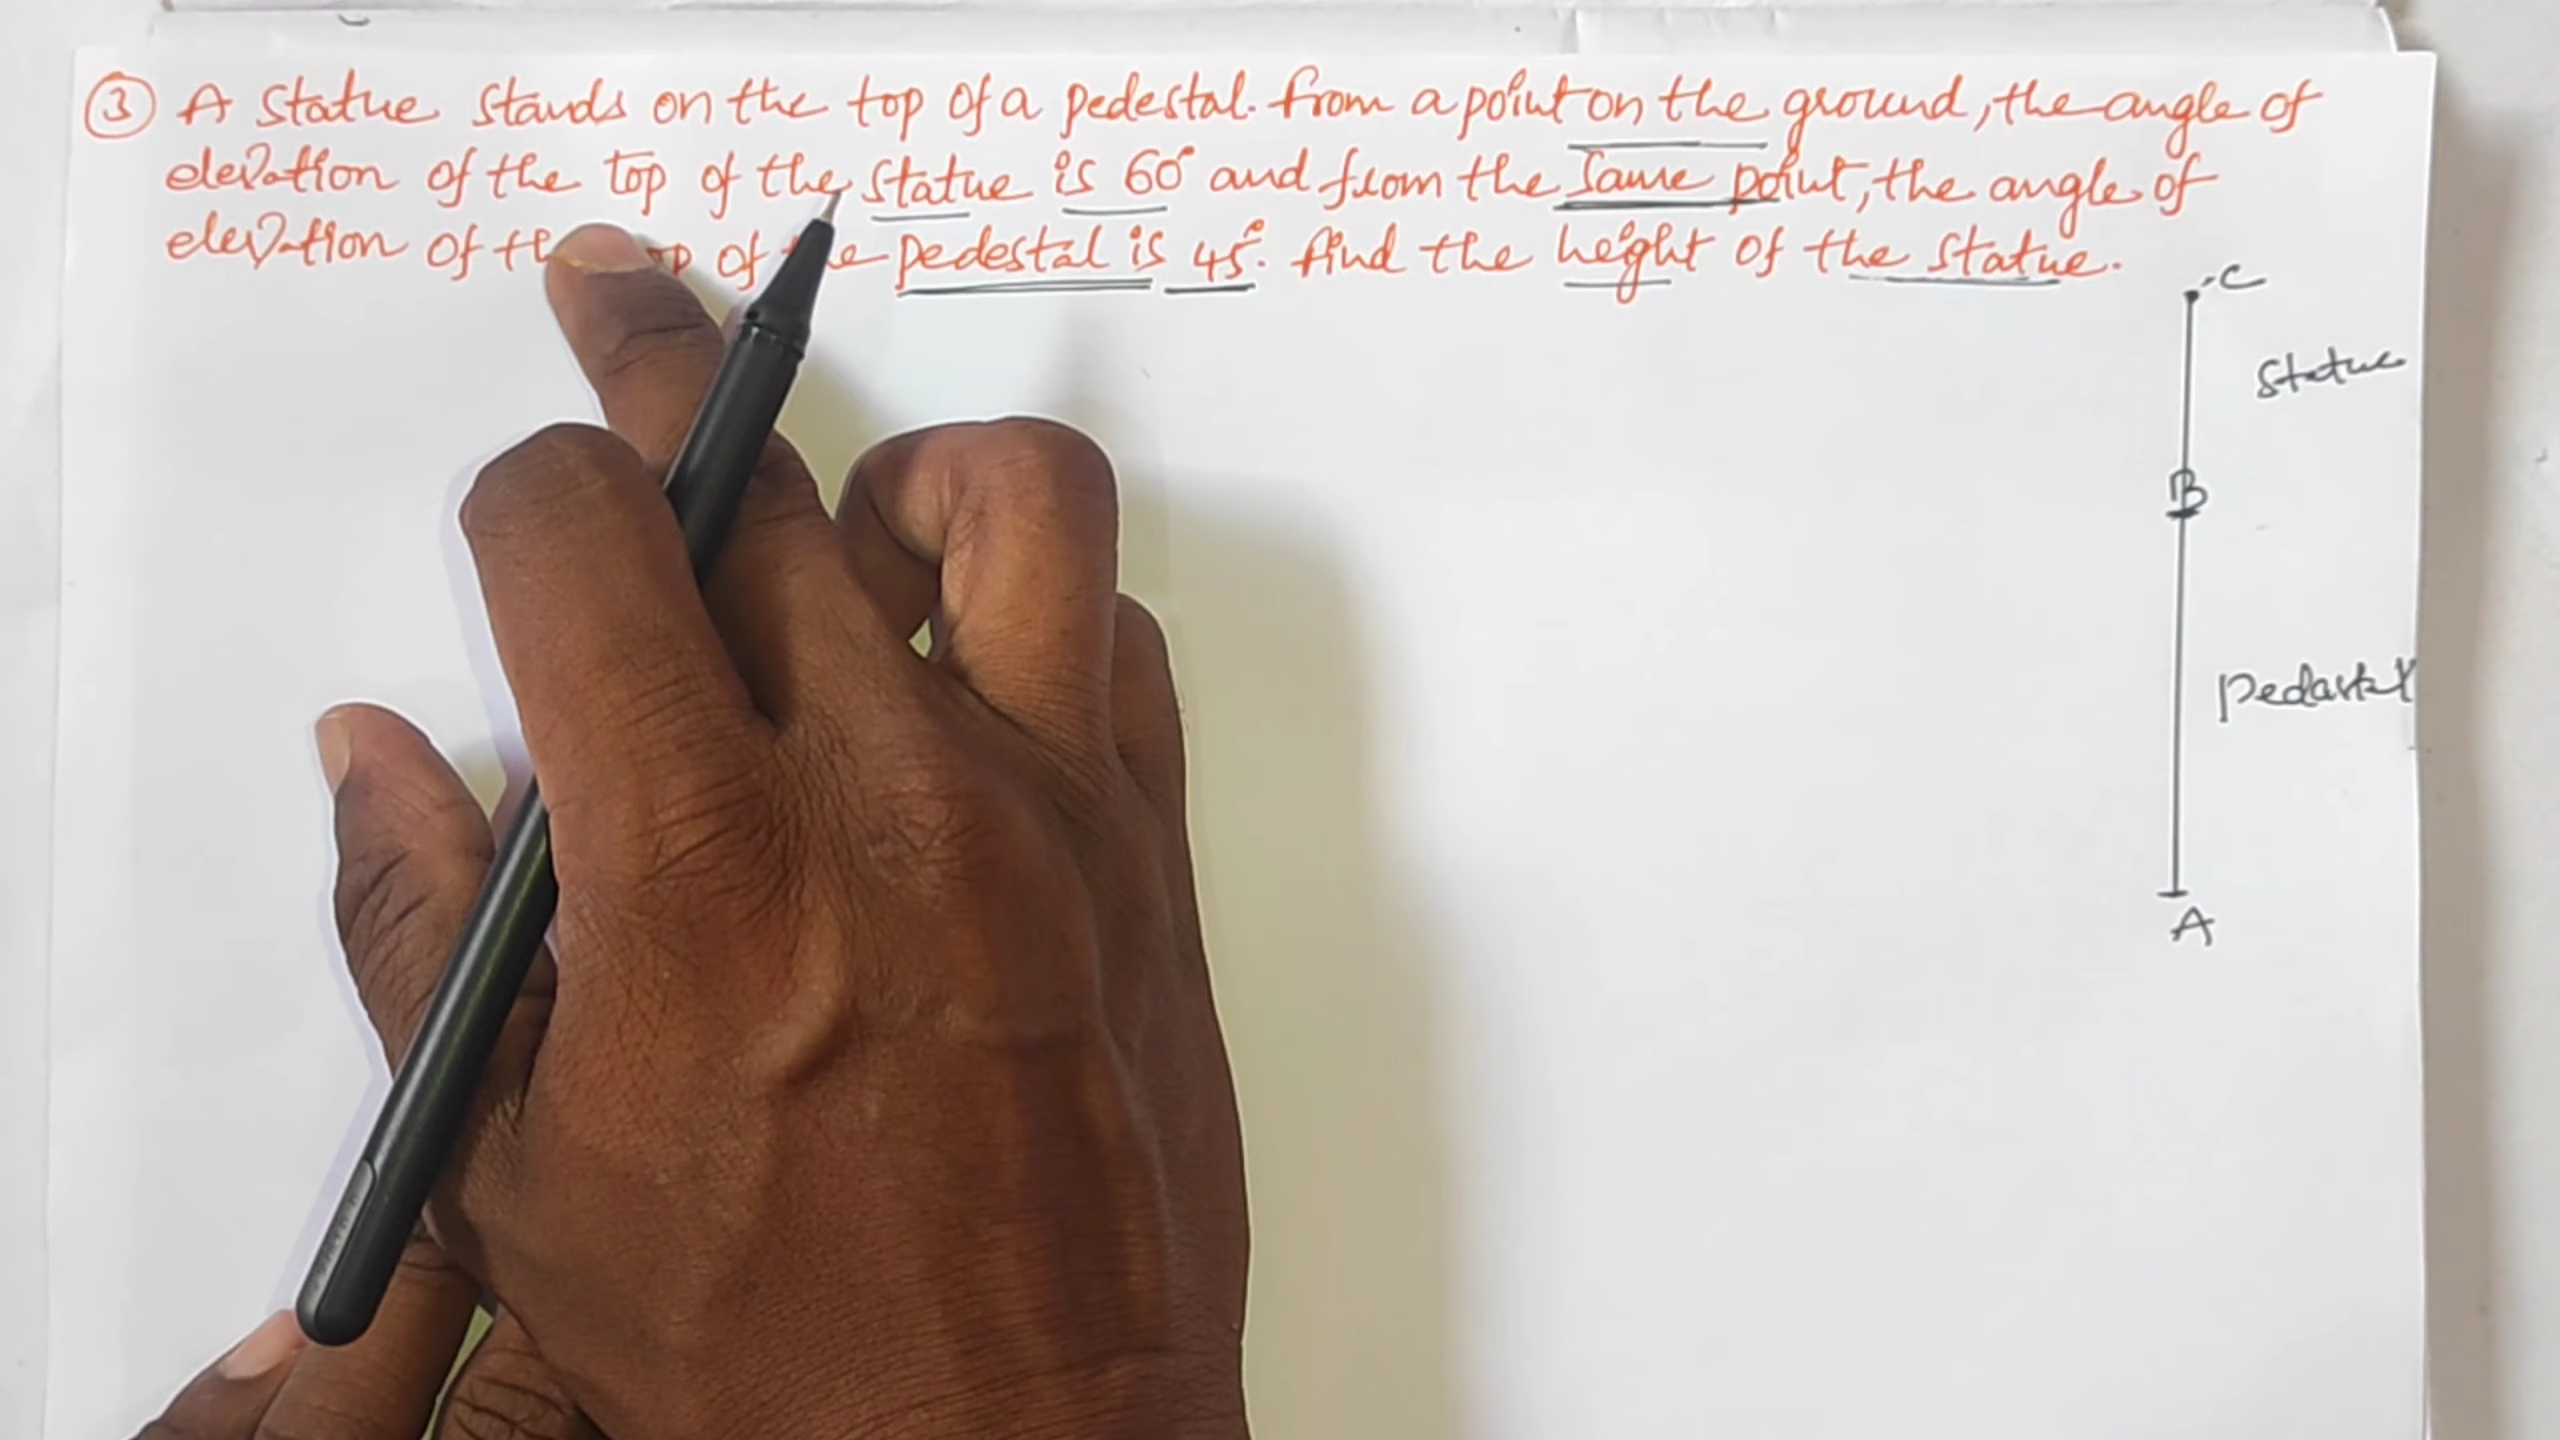 ③ A Statue stands on the top of a pedestal. from a point on the ground, the angle of
elevation of the top of the statue is 60° and from the same point, the angle of
elevation of of pedestal is 45°. find the height of the statue.
C
Statue
B
pedastal
A